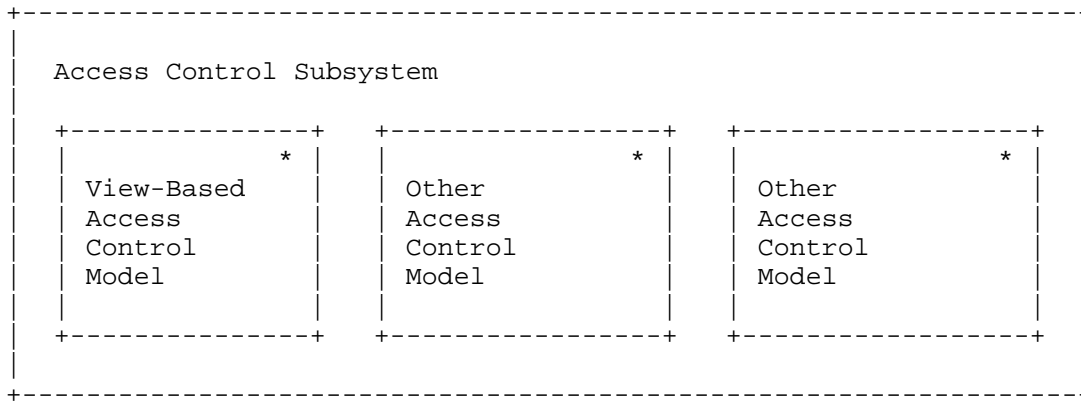 Access Control Subsystem
* * *
View-Based Other Other
Access Access Access
Control Control Control
Model Model Model